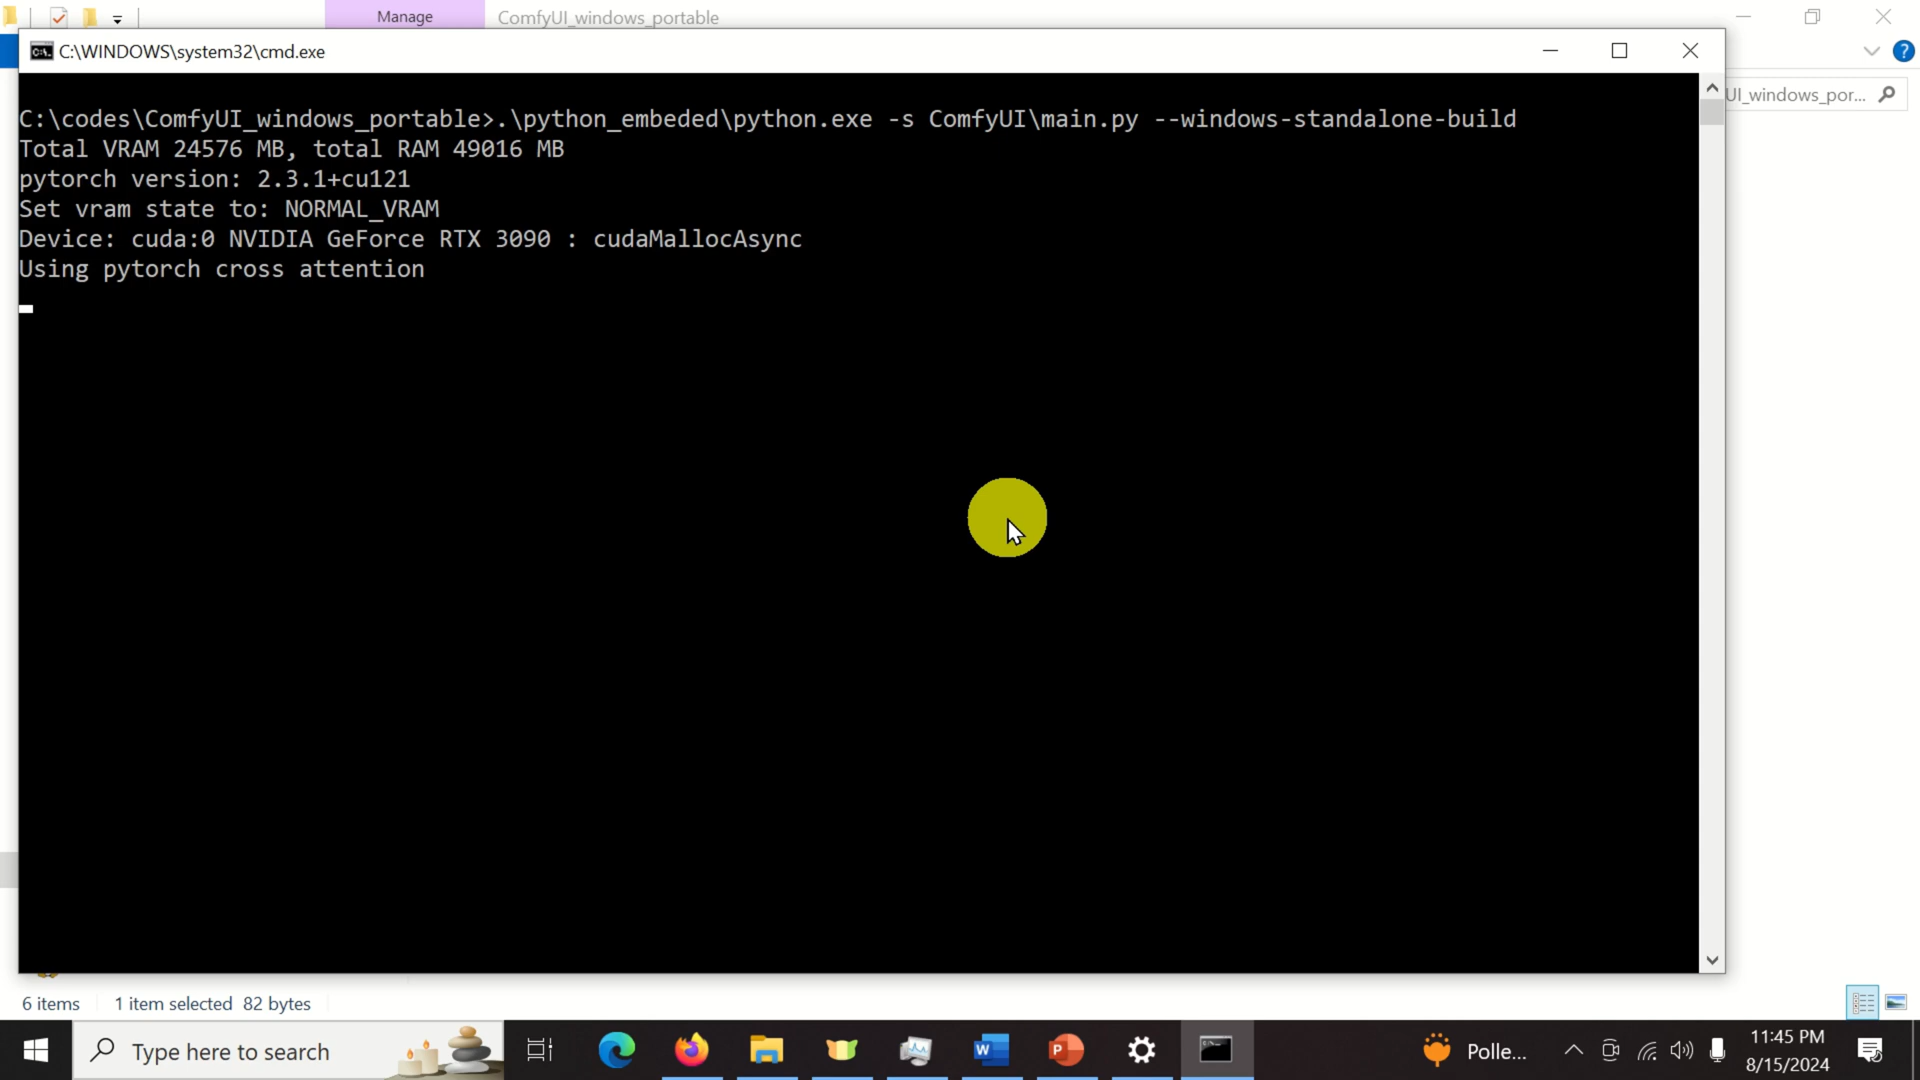 Manage
ComfyUI_windows_portable
C:\WINDOWS\system32\cmd.exe
UI_windows_por...
C:\codes\ComfyUI_windows_portable>.\python_embeded\python.exe -s ComfyUI\main.py --windows-standalone-build
Total VRAM 24576 MB, total RAM 49016 MB
pytorch version: 2.3.1+cu121
Set vram state to: NORMAL_VRAM
Device: cuda:0 NVIDIA GeForce RTX 3090 : cudaMallocAsync
Using pytorch cross attention
6 items 1 item selected 82 bytes
Type here to search
Polle...
11:45 PM
8/15/2024